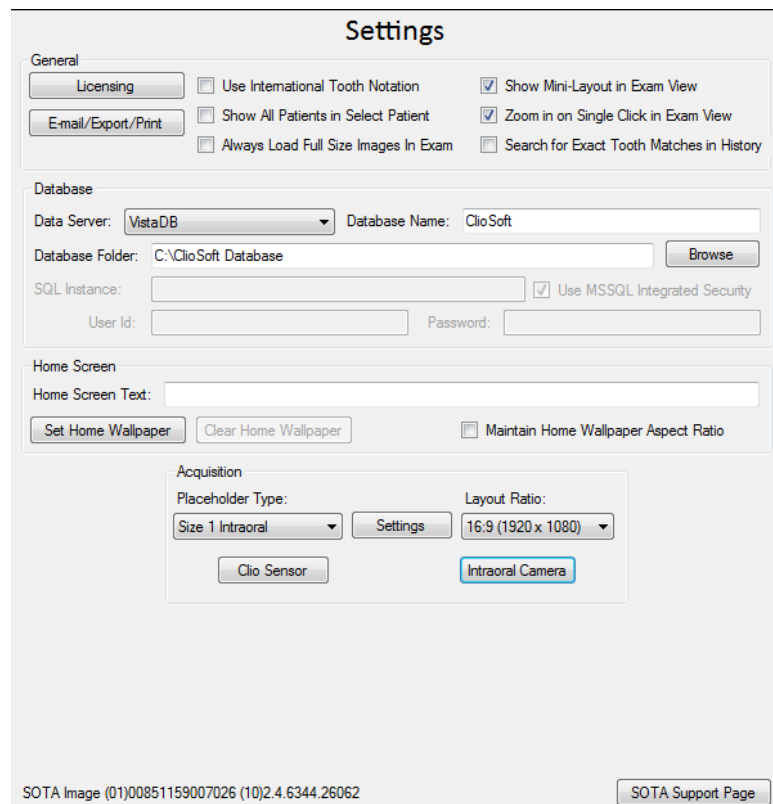 Settings
General
Licensing Use International Tooth Notation Show Mini-Layout in Exam View
E-mail/Export/Print Show All Patients in Select Patient Zoom in on Single Click in Exam View
Always Load Full Size Images In Exam Search for Exact Tooth Matches in History
Database
Data Server: VistaDB Database Name: ClioSoft
Database Folder: C:\ClioSoft Database Browse
SQL Instance: Use MSSQL Integrated Security
User Id: Password:
Home Screen
Home Screen Text:
Set Home Wallpaper Clear Home Wallpaper Maintain Home Wallpaper Aspect Ratio
Acquisition
Placeholder Type: Layout Ratio:
Size 1 Intraoral Settings 16:9 (1920 x 1080)
Clio Sensor Intraoral Camera
SOTA Image (01)00851159007026 (10)2.4.6344.26062 SOTA Support Page